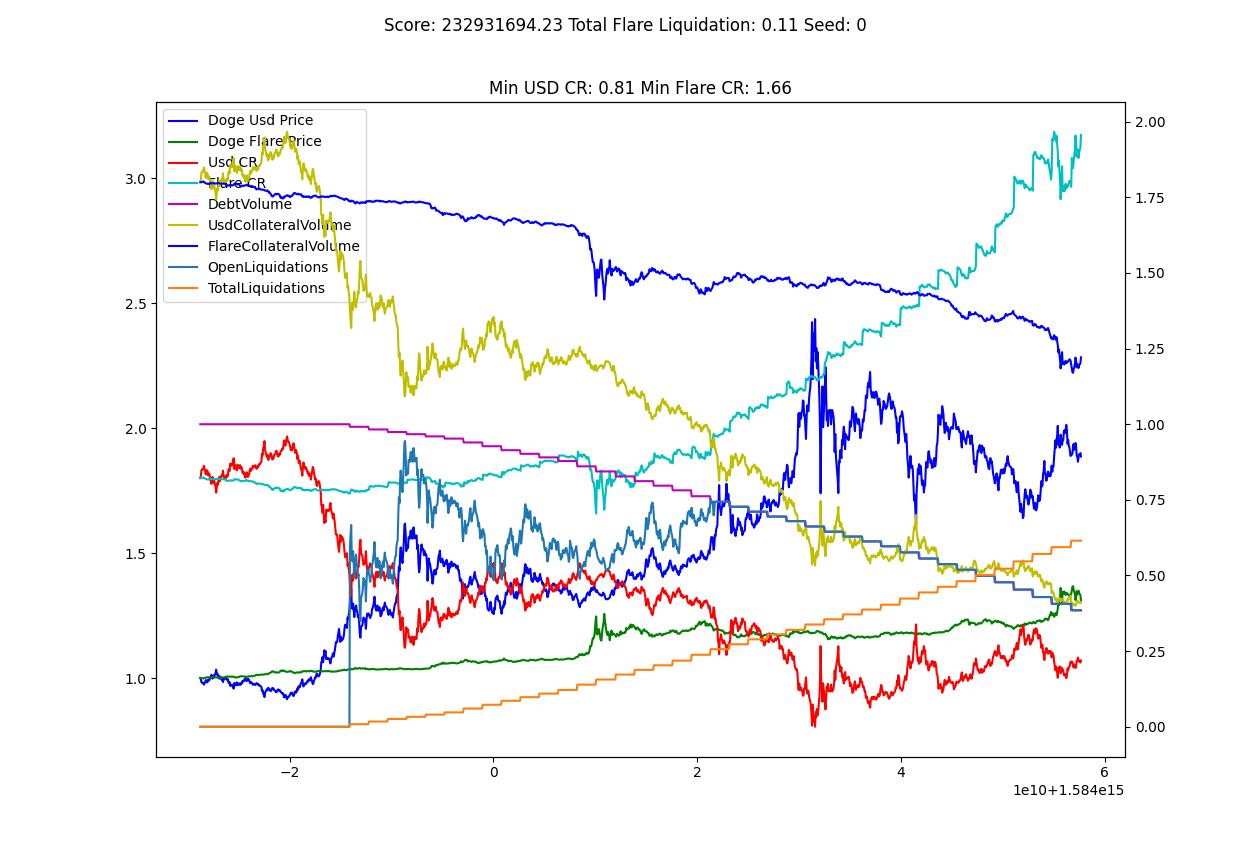 Score: 232931694.23 Total Flare Liquidation: 0.11 Seed: 0
Min USD CR: 0.81 Min Flare CR: 1.66
Doge Usd Price
Doge Flare Price
Usd CR
Flare CR
DebtVolume
UsdCollateralVolume
FlareCollateralVolume
OpenLiquidations
TotalLiquidations
3.0
2.5
2.0
1.5
1.0
2.00
1.75
1.50
1.25
1.00
0.75
0.50
0.25
0.00
−2
0
2
4
6
1e10+1.584e15